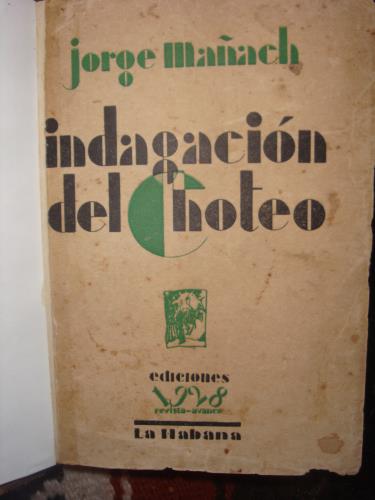 jorge mañach
indagación
del choteo
ediciones
1928
revista-avance
La Habana